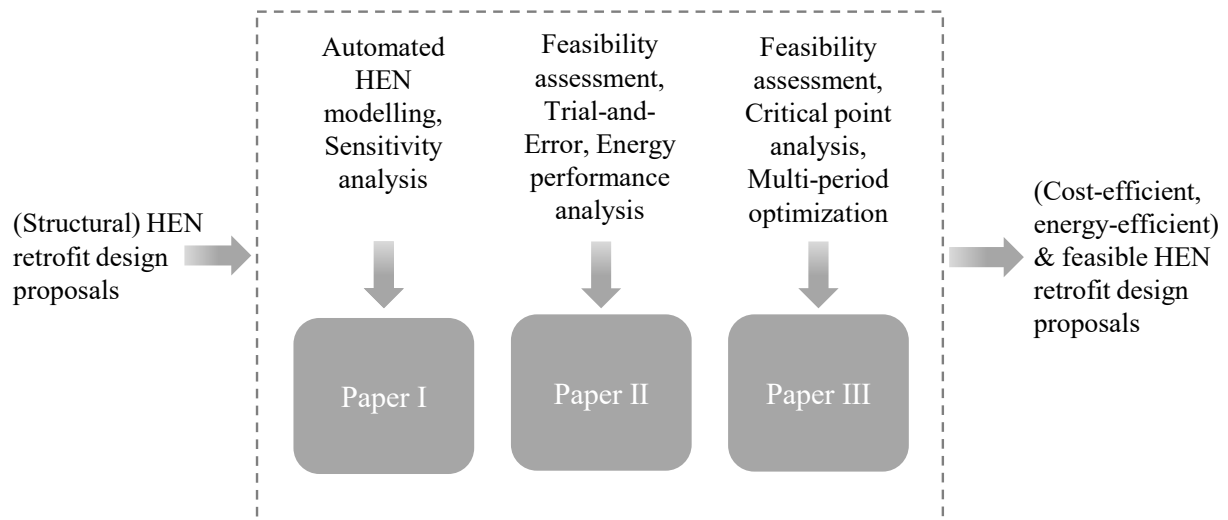 (Structural) HEN
retrofit design
proposals
Automated
HEN
modelling,
Sensitivity
analysis
Feasibility
assessment,
Trial-and-
Error, Energy
performance
analysis
Feasibility
assessment,
Critical point
analysis,
Multi-period
optimization
Paper I
Paper II
Paper III
(Cost-efficient,
energy-efficient)
& feasible HEN
retrofit design
proposals